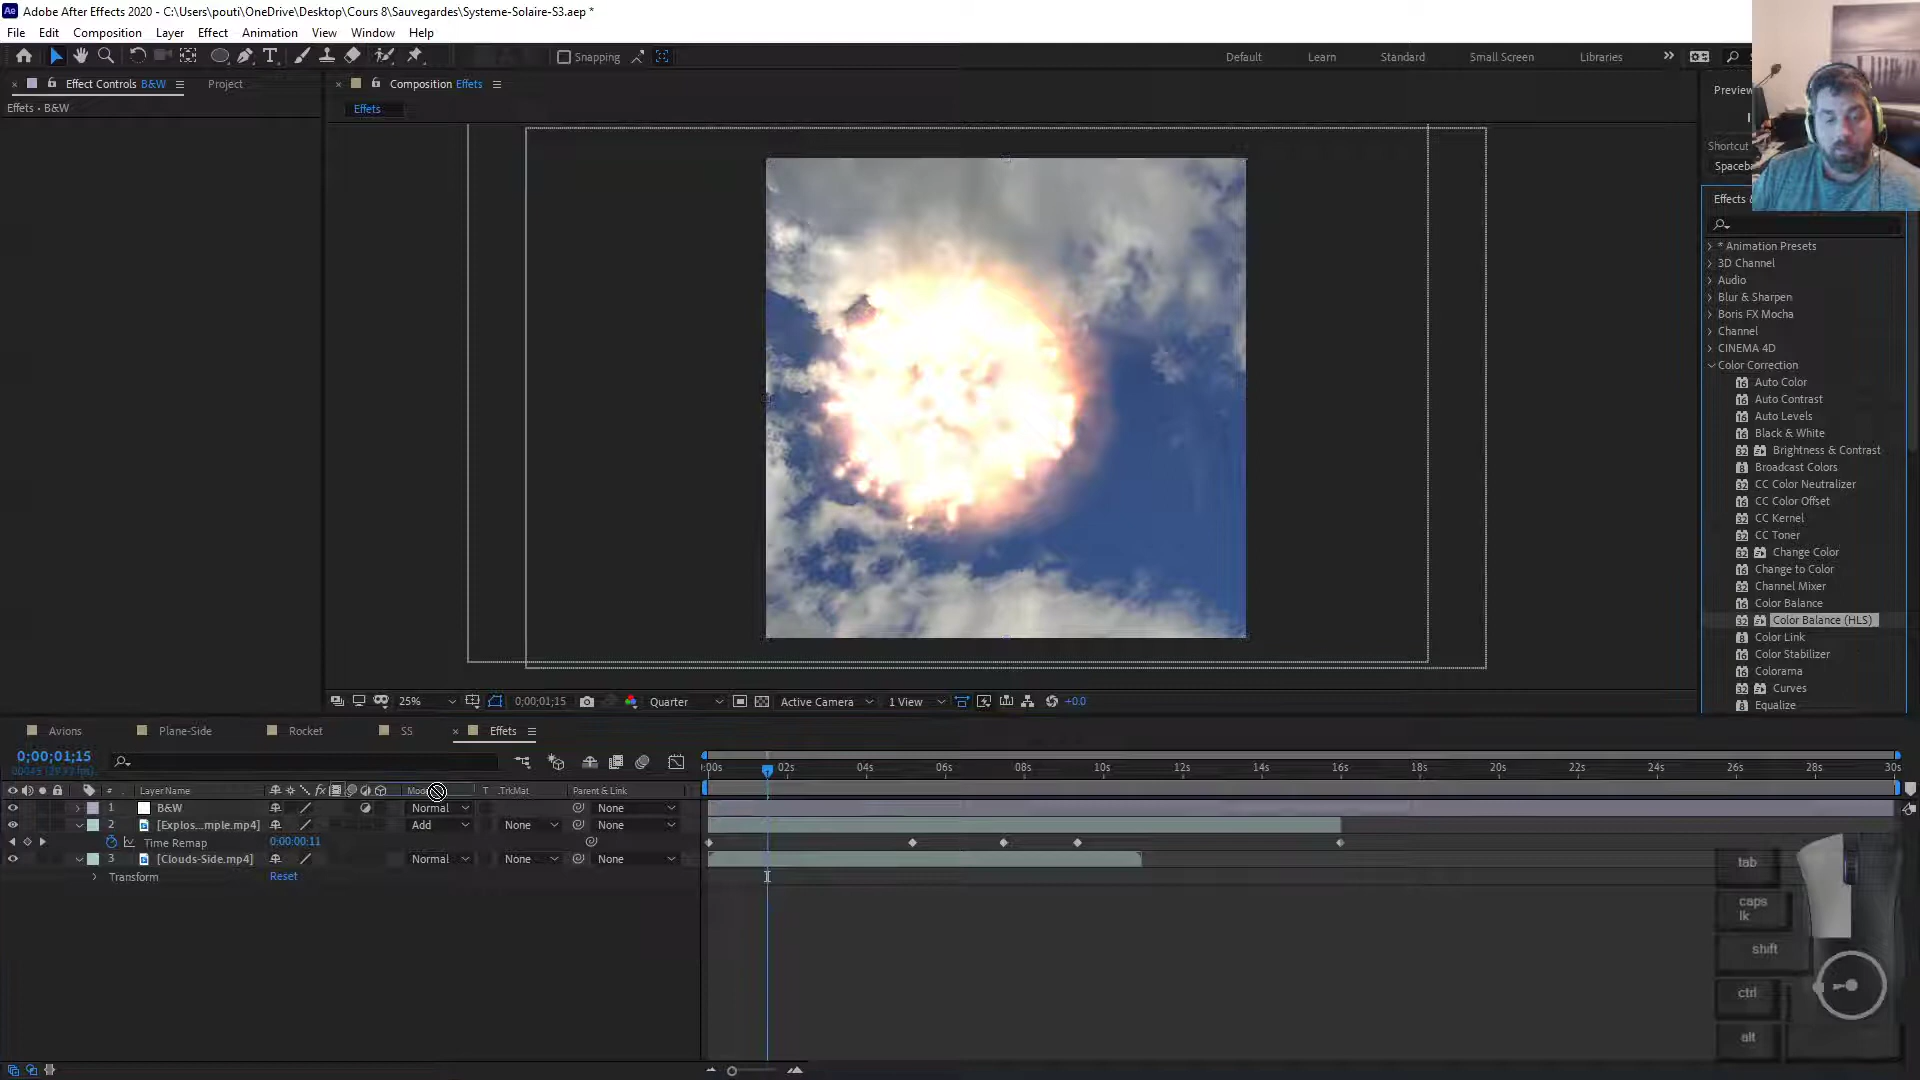 Adobe After Effects 2020 - C:\Users\pouti\OneDrive\Desktop\Cours 8\Sauvegardes\Systeme-Solaire-S3.aep *
File Edit Composition Layer Effect Animation View Window Help
Snapping
Default Learn Standard Small Screen Libraries
Effect Controls B&W Project
Composition Effets
Effets • B&W
Effets
Preview
Shortcut
Effects &
* Animation Presets
3D Channel
Audio
Blur & Sharpen
Boris FX Mocha
Channel
CINEMA 4D
Color Correction
Auto Color
Auto Contrast
Auto Levels
Black & White
Brightness & Contrast
Broadcast Colors
CC Color Neutralizer
CC Color Offset
CC Kernel
CC Toner
Change Color
Change to Color
Channel Mixer
Color Balance
Color Balance (HLS)
Color Link
Color Stabilizer
Colorama
Curves
Equalize
25% 0;00;01;15 Quarter Active Camera 1 View +0.0
Avions Plane-Side Rocket SS Effets
0;00;01;15
:00s 02s 04s 06s 08s 10s 12s 14s 16s 18s 20s 22s 24s 26s 28s 30s
# Layer Name T .TrkMat Parent & Link
1 B&W Normal None
2 [Explos...mple.mp4] Add None None
Time Remap 0:00:00:11
3 [Clouds-Side.mp4] Normal None None
Transform Reset
tab
caps
lk
shift
ctrl
alt